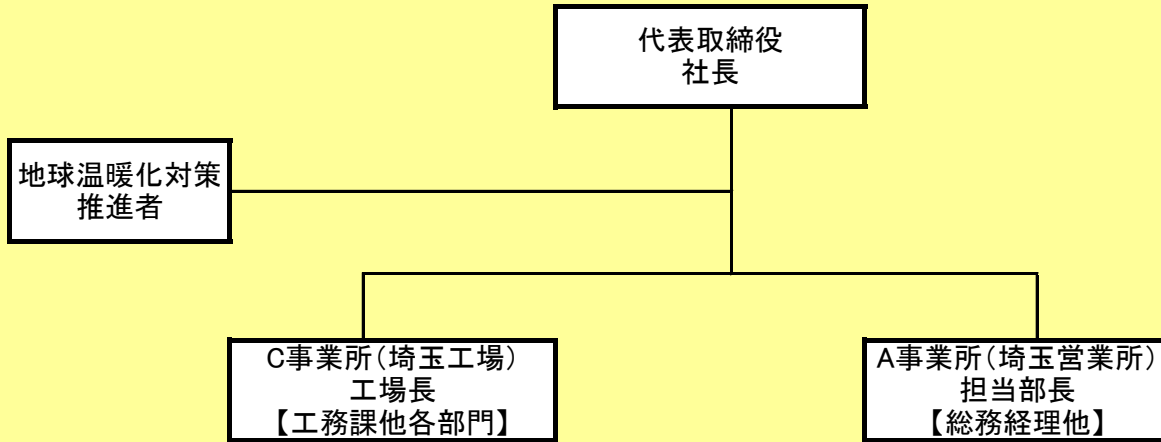 代表取締役
社長
地球温暖化対策
推進者
C事業所(埼玉工場)
工場長
【工務課他各部門】
A事業所(埼玉営業所)
担当部長
【総務経理他】